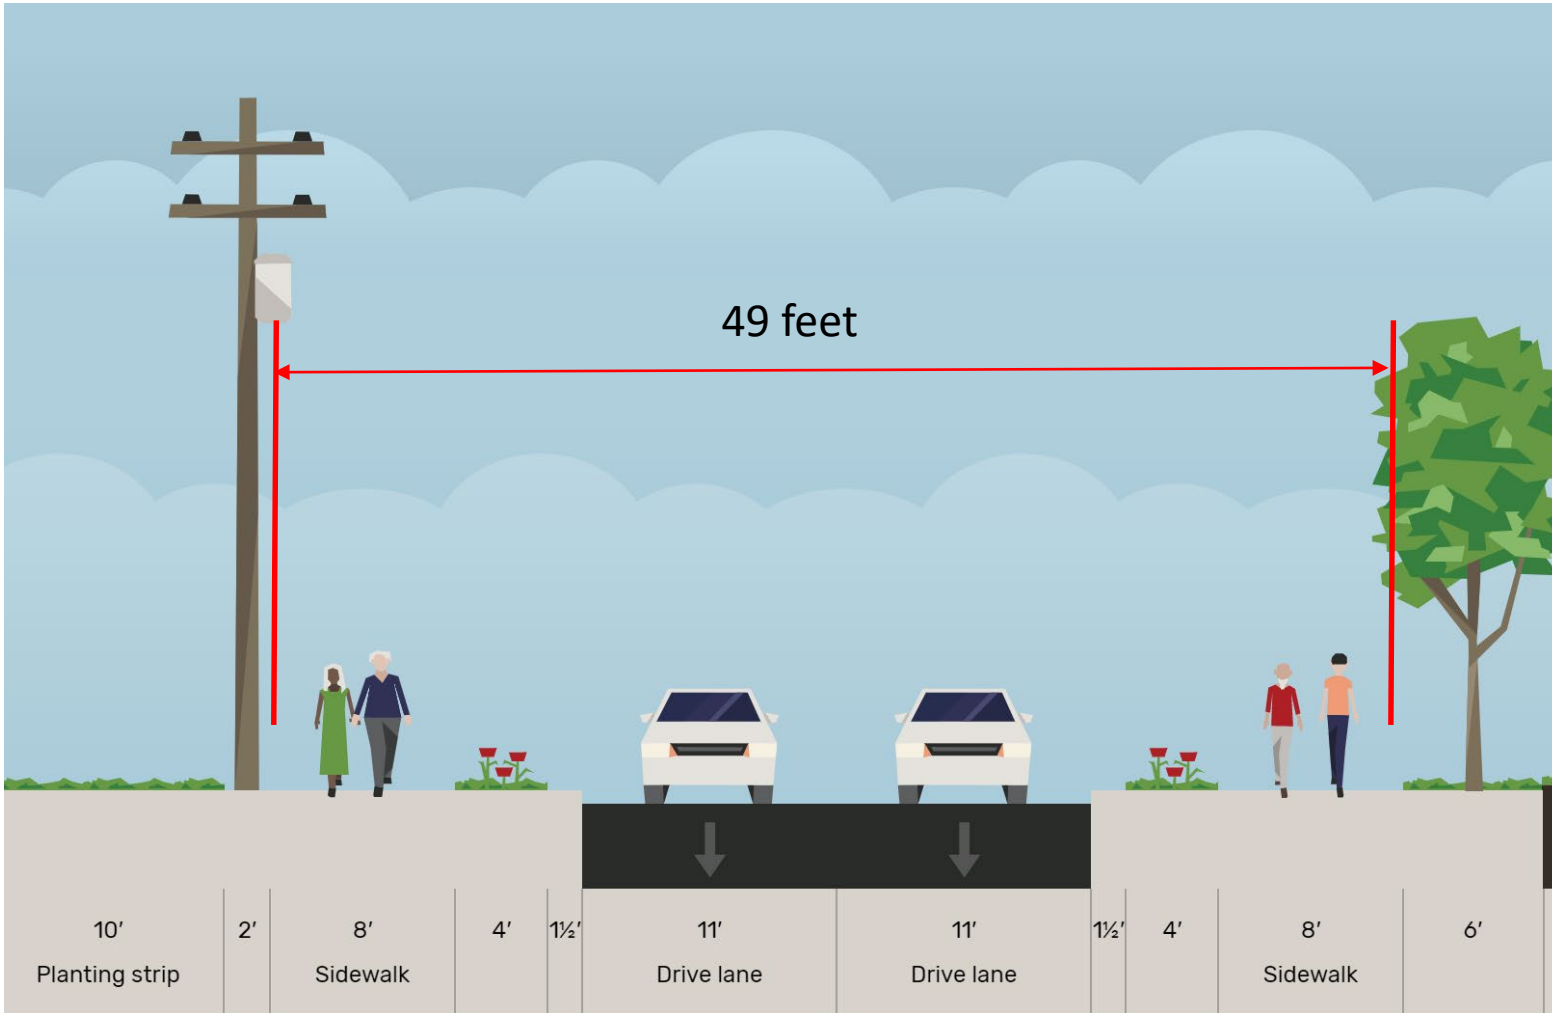 49 feet
10′ 2′ 8′ 4′ 1½′ 11′ 11′ 1½′ 4′ 8′ 6′
Planting strip Sidewalk Drive lane Drive lane Sidewalk